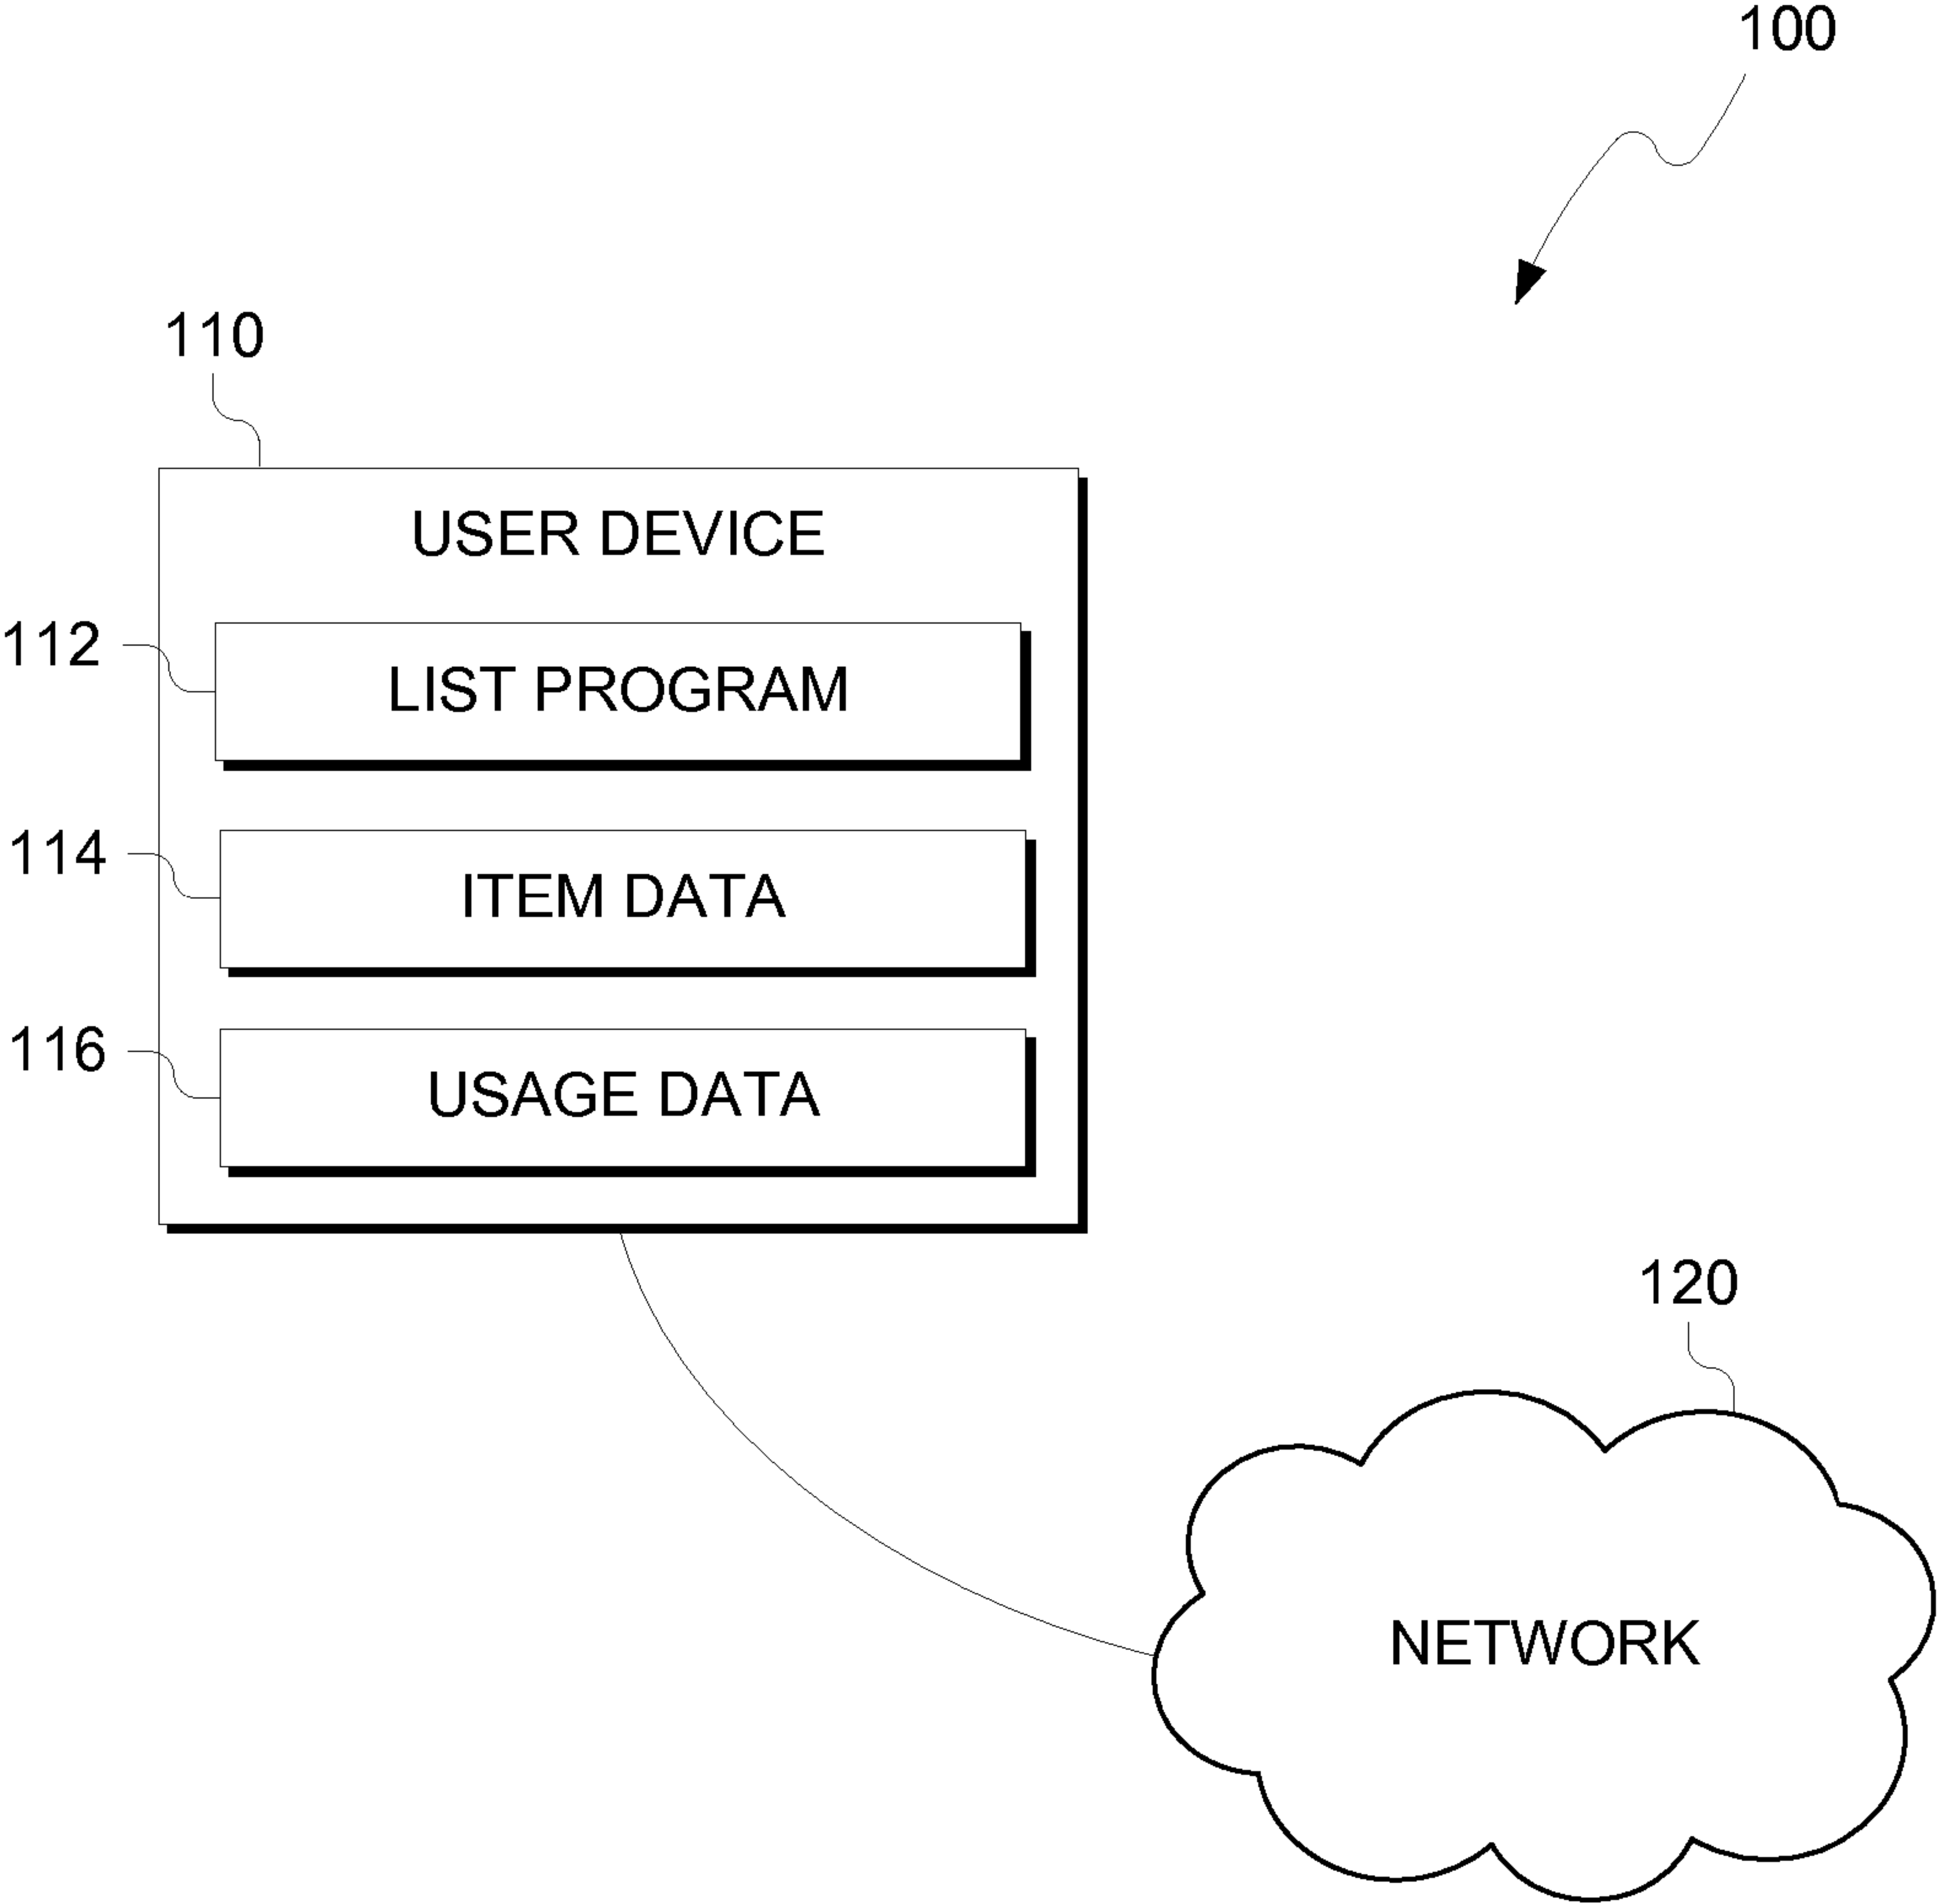 100
110
USER DEVICE
112
LIST PROGRAM
114
ITEM DATA
116
USAGE DATA
120
NETWORK